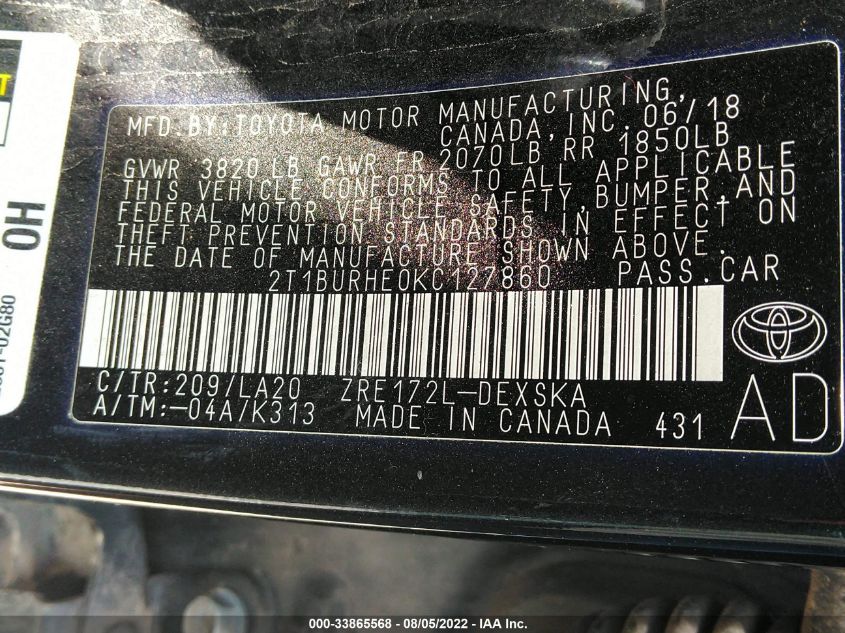 MFD.BY:TOYOTA MOTOR MANUFACTURING,
CANADA,INC. 06/18
GVWR 3820 LB GAWR FR 2070LB RR 1850LB
THIS VEHICLE CONFORMS TO ALL APPLICABLE
FEDERAL MOTOR VEHICLE SAFETY,BUMPER,AND
THEFT PREVENTION STANDARDS IN EFFECT ON
THE DATE OF MANUFACTURE SHOWN ABOVE.
2T1BURHE0KC127860 PASS.CAR
C/TR:209/LA20 ZRE172L-DEXSKA
A/TM:-04A/K313 MADE IN CANADA 431
AD
OH
000-33865568 - 08/05/2022 - IAA Inc.